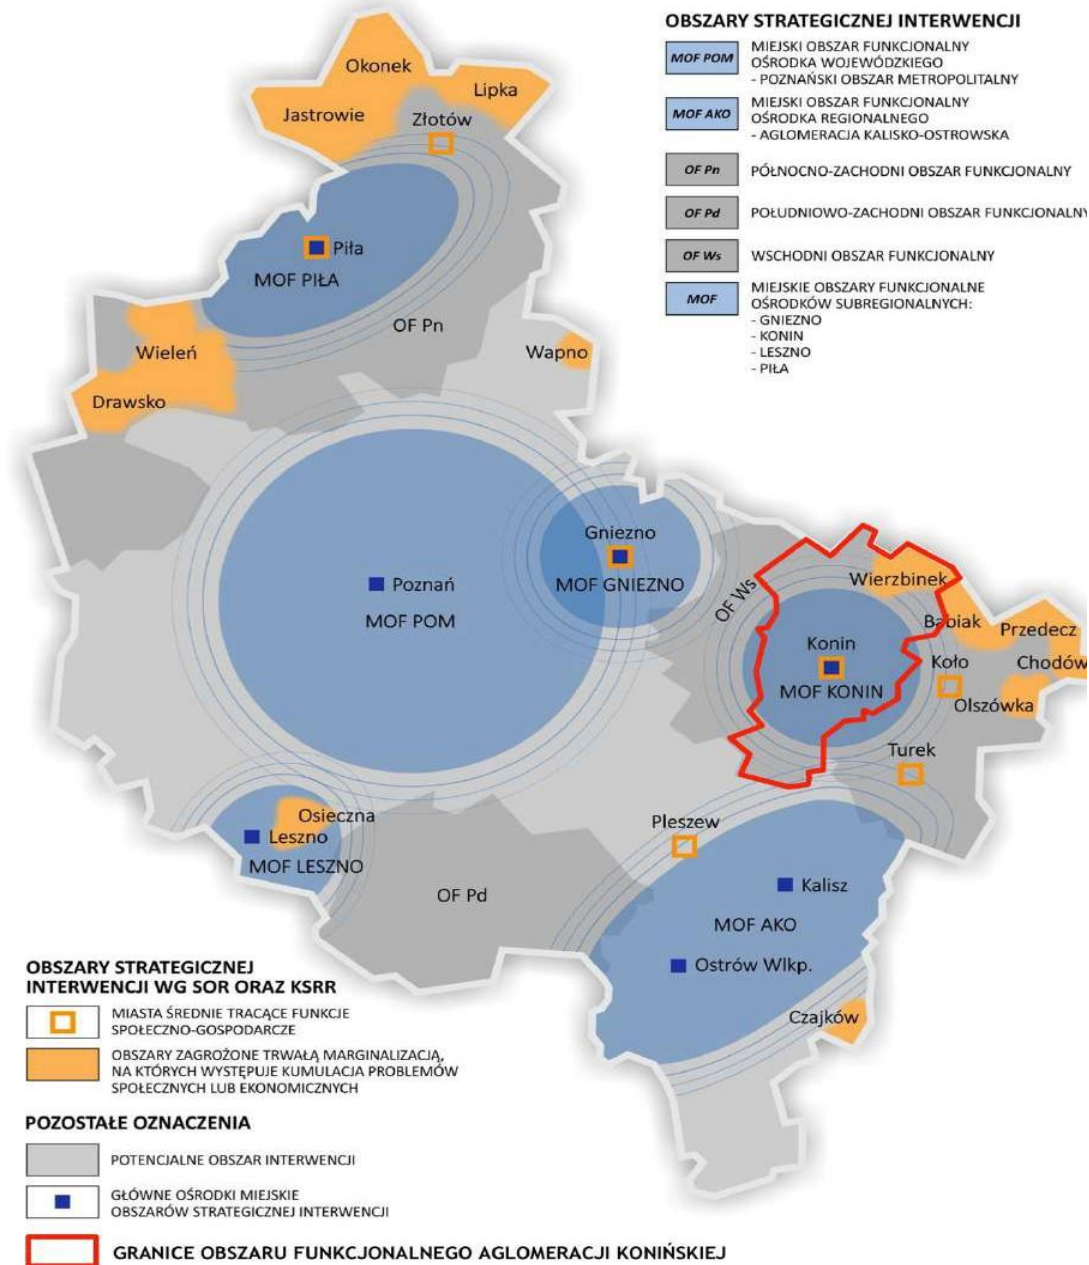 OBSZARY STRATEGICZNEJ INTERWENCJI
MOF POM
MIEJSKI OBSZAR FUNKCJONALNY
OŚRODKA WOJEWÓDZKIEGO
- POZNAŃSKI OBSZAR METROPOLITALNY
MOF AKO
MIEJSKI OBSZAR FUNKCJONALNY
OŚRODKA REGIONALNEGO
- AGLOMERACJA KALISKO-OSTROWSKA
OF Pn
PÓŁNOCNO-ZACHODNI OBSZAR FUNKCJONALNY
OF Pd
POŁUDNIOWO-ZACHODNI OBSZAR FUNKCJONALNY
OF Ws
WSCHODNI OBSZAR FUNKCJONALNY
MOF
MIEJSKIE OBSZARY FUNKCJONALNE
OŚRODKÓW SUBREGIONALNYCH:
- GNIEZNO
- KONIN
- LESZNO
- PIŁA
Okonek
Lipka
Jastrowie
Złotów
Piła
MOF PIŁA
OF Pn
Wieleń
Wapno
Drawsko
Gniezno
MOF GNIEZNO
Poznań
MOF POM
OF Ws
Wierzbinek
Babiak
Przedecz
Konin
Koło
Chodów
MOF KONIN
Olszówka
Turek
Osieczna
Leszno
MOF LESZNO
Pleszew
Kalisz
OF Pd
MOF AKO
Ostrów Wlkp.
Czajków
OBSZARY STRATEGICZNEJ
INTERWENCJI WG SOR ORAZ KSRR
MIASTA ŚREDNIE TRACĄCE FUNKCJE
SPOŁECZNO-GOSPODARCZE
OBSZARY ZAGROŻONE TRWAŁĄ MARGINALIZACJĄ,
NA KTÓRYCH WYSTĘPUJE KUMULACJA PROBLEMÓW
SPOŁECZNYCH LUB EKONOMICZNYCH
POZOSTAŁE OZNACZENIA
POTENCJALNE OBSZAR INTERWENCJI
GŁÓWNE OŚRODKI MIEJSKIE
OBSZARÓW STRATEGICZNEJ INTERWENCJI
GRANICE OBSZARU FUNKCJONALNEGO AGLOMERACJI KONIŃSKIEJ